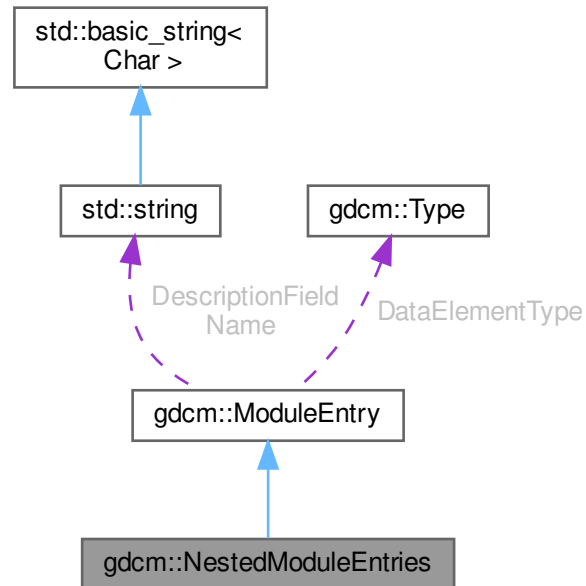 std::basic_string<
Char >
std::string
gdcm::Type
DescriptionField
Name
DataElementType
gdcm::ModuleEntry
gdcm::NestedModuleEntries